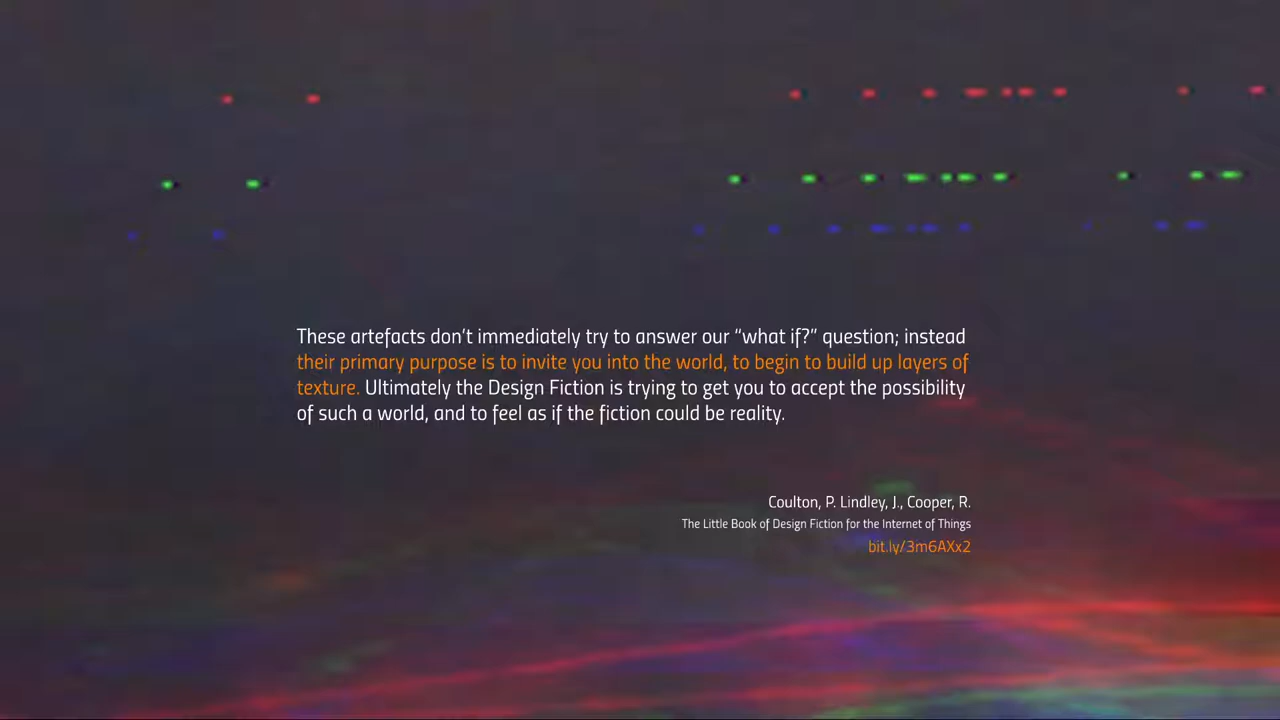 These artefacts don't immediately try to answer our “what if?” question; instead
their primary purpose is to invite you into the world, to begin to build up layers of
texture. Ultimately the Design Fiction is trying to get you to accept the possibility
of such a world, and to feel as if the fiction could be reality.
Coulton, P. Lindley, J., Cooper, R.
The Little Book of Design Fiction for the Internet of Things
bit.ly/3m6AXx2